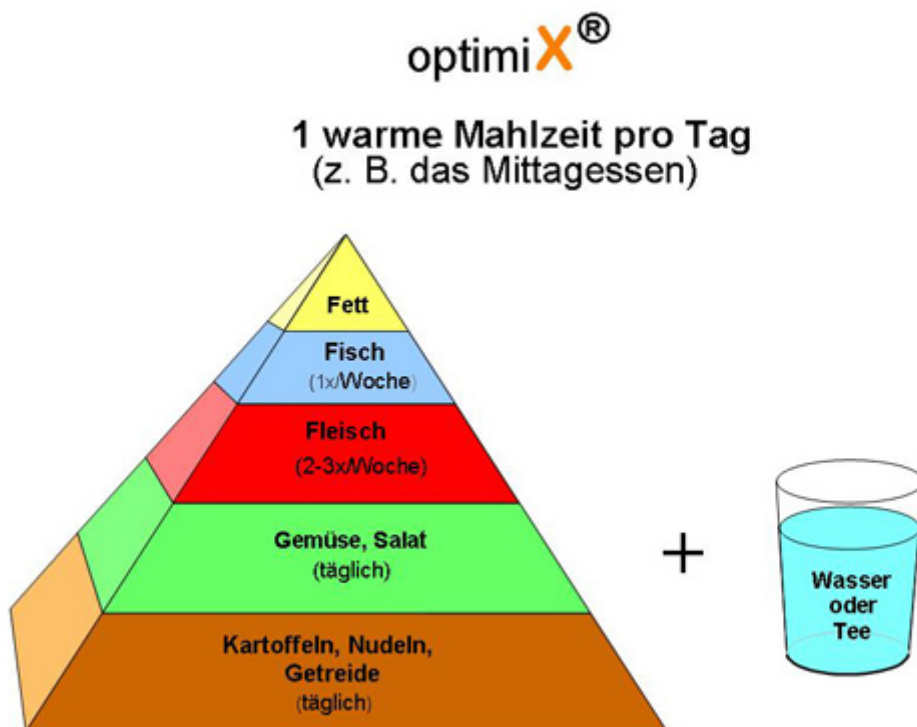 optimiX®
1 warme Mahlzeit pro Tag
(z. B. das Mittagessen)
Fett
Fisch
(1x/Woche)
Fleisch
(2-3x/Woche)
Gemüse, Salat
(täglich)
Kartoffeln, Nudeln,
Getreide
(täglich)
+
Wasser
oder
Tee